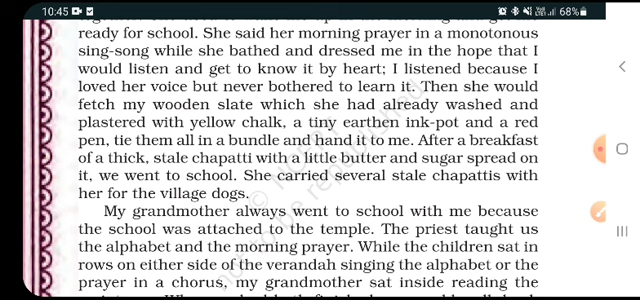 10:45
68%
ready for school. She said her morning prayer in a monotonous
sing-song while she bathed and dressed me in the hope that I
would listen and get to know it by heart; I listened because I
loved her voice but never bothered to learn it. Then she would
fetch my wooden slate which she had already washed and
plastered with yellow chalk, a tiny earthen ink-pot and a red
pen, tie them all in a bundle and hand it to me. After a breakfast
of a thick, stale chapatti with a little butter and sugar spread on
it, we went to school. She carried several stale chapattis with
her for the village dogs.
My grandmother always went to school with me because
the school was attached to the temple. The priest taught us
the alphabet and the morning prayer. While the children sat in
rows on either side of the verandah singing the alphabet or the
prayer in a chorus, my grandmother sat inside reading the